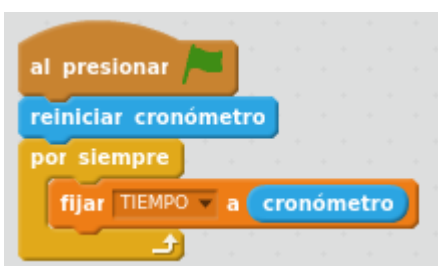 al presionar
reiniciar cronómetro
por siempre
fijar TIEMPO a cronómetro